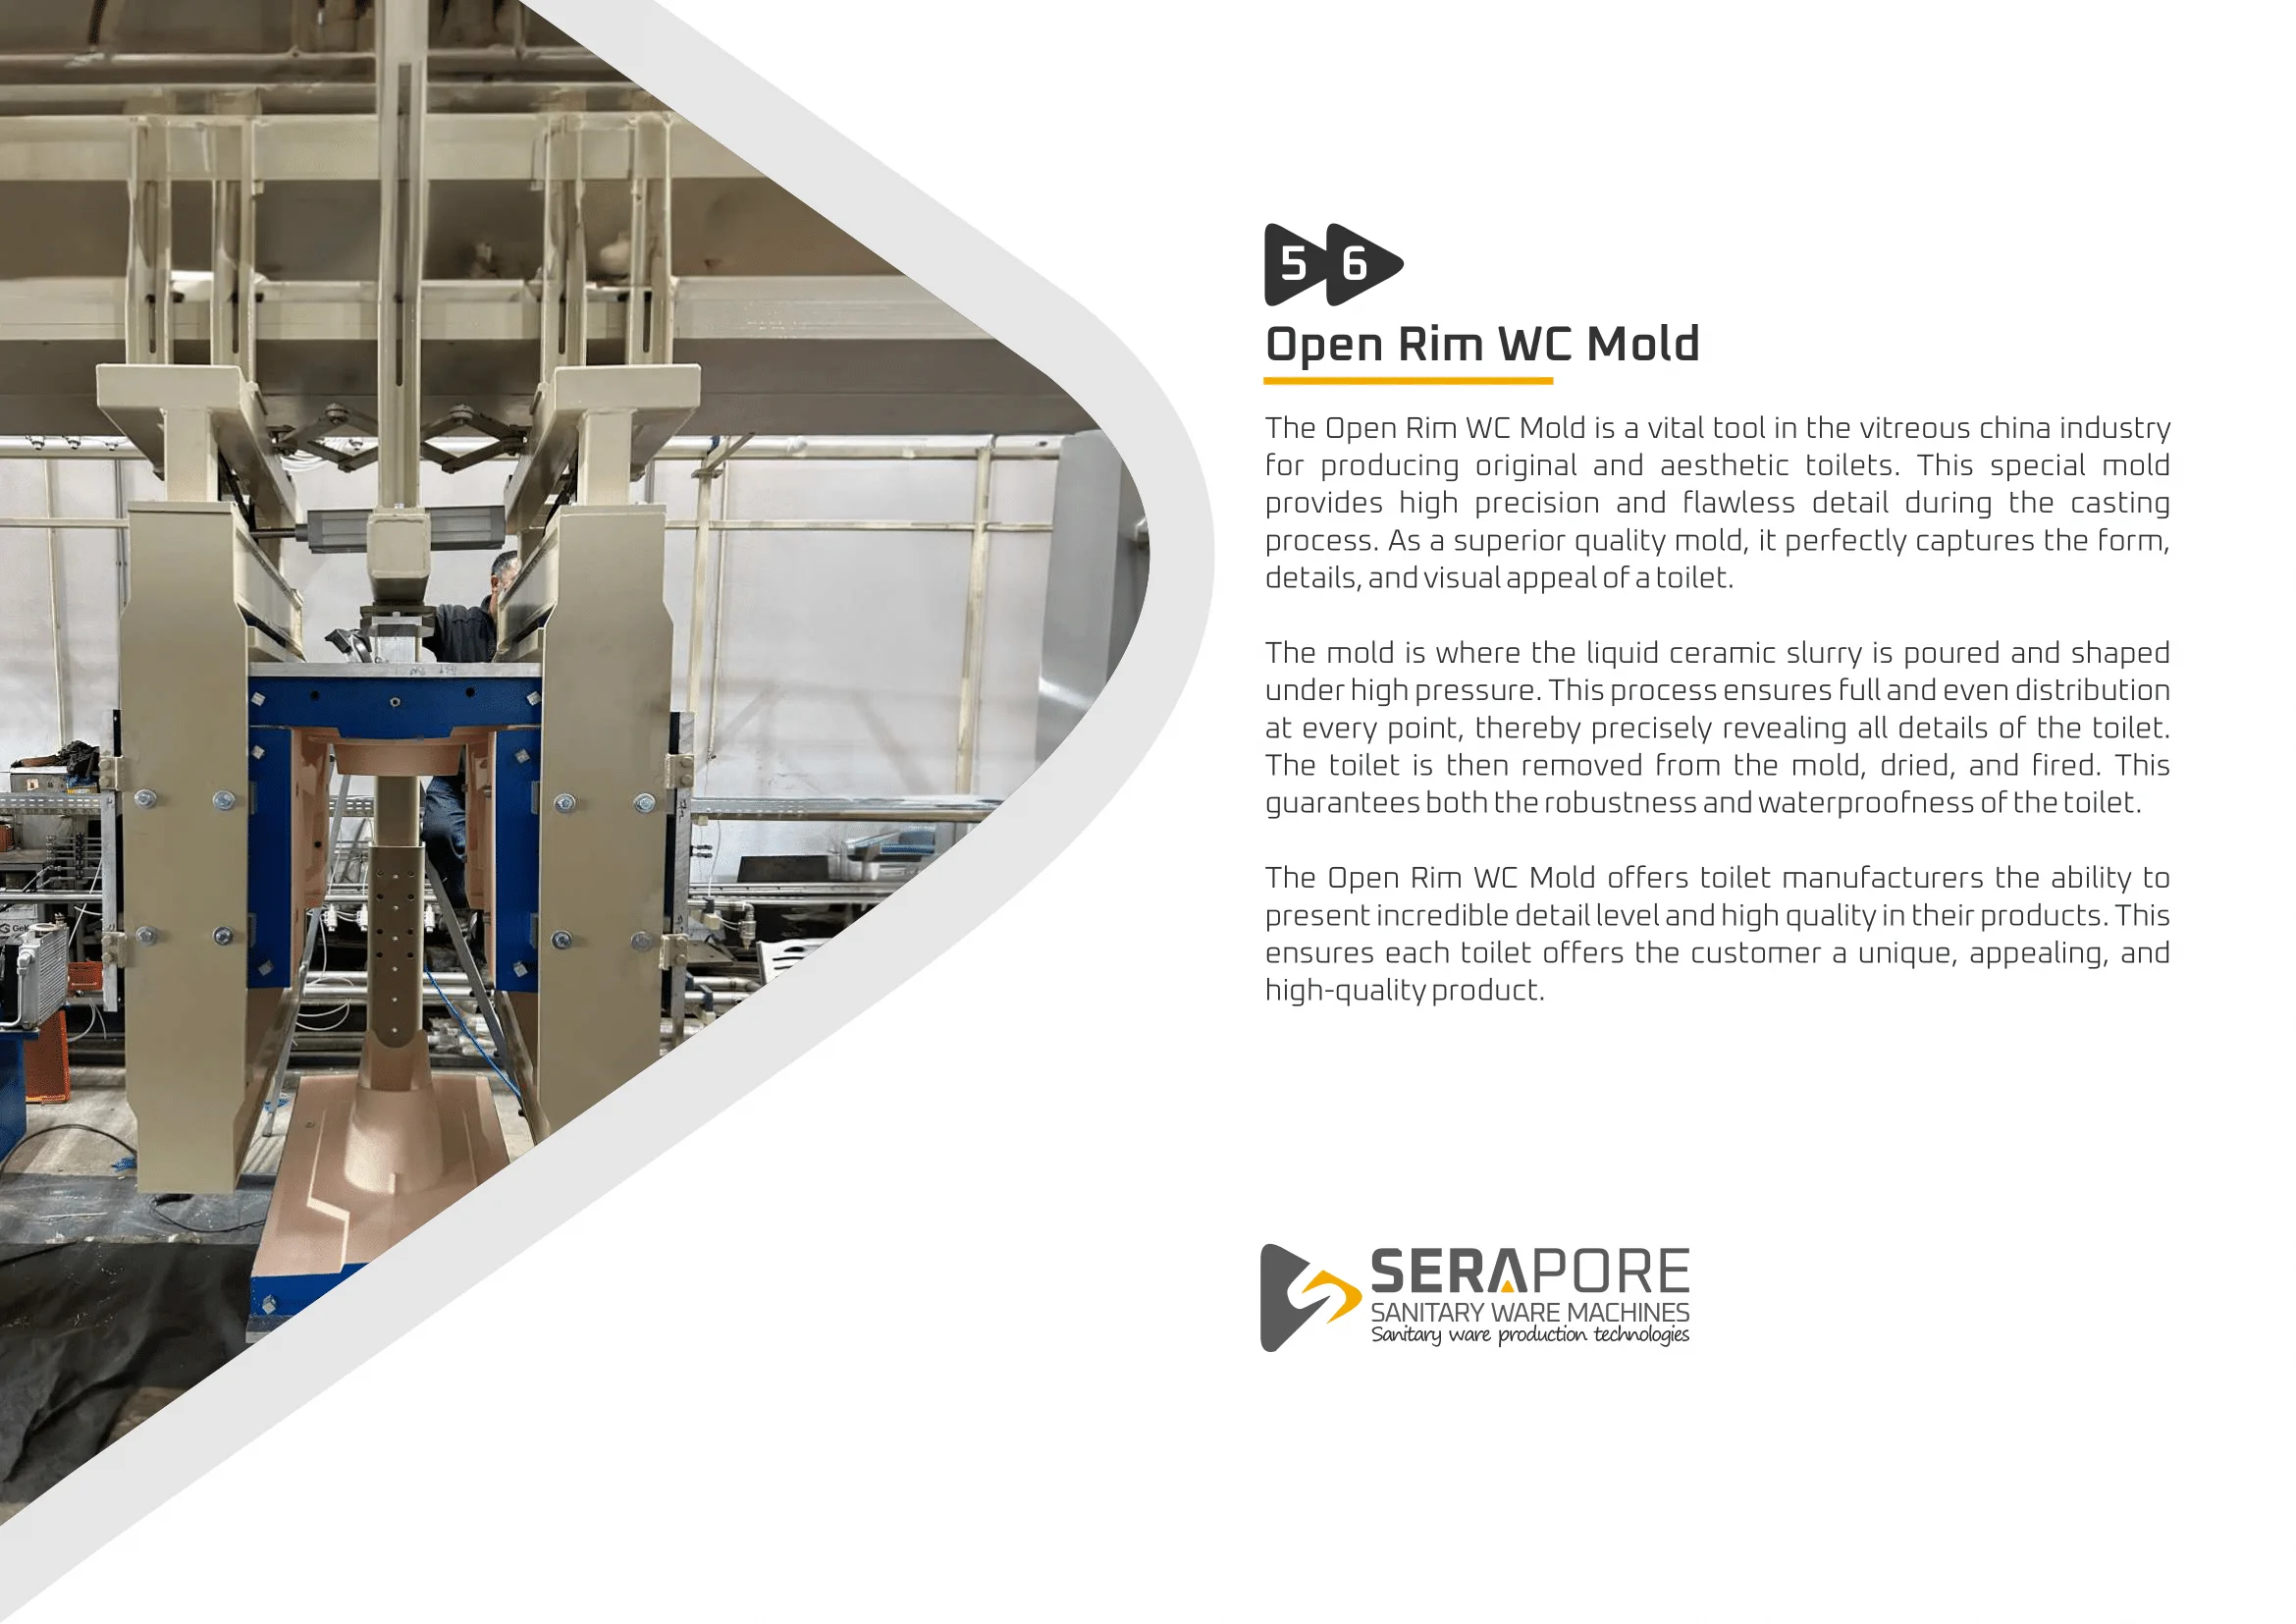 5 6
Open Rim WC Mold
The Open Rim WC Mold is a vital tool in the vitreous china industry
for producing original and aesthetic toilets. This special mold
provides high precision and flawless detail during the casting
process. As a superior quality mold, it perfectly captures the form,
details, and visual appeal of a toilet.
The mold is where the liquid ceramic slurry is poured and shaped
under high pressure. This process ensures full and even distribution
at every point, thereby precisely revealing all details of the toilet.
The toilet is then removed from the mold, dried, and fired. This
guarantees both the robustness and waterproofness of the toilet.
The Open Rim WC Mold offers toilet manufacturers the ability to
present incredible detail level and high quality in their products. This
ensures each toilet offers the customer a unique, appealing, and
high-quality product.
SERAPORE
SANITARY WARE MACHINES
Sanitary ware production technologies